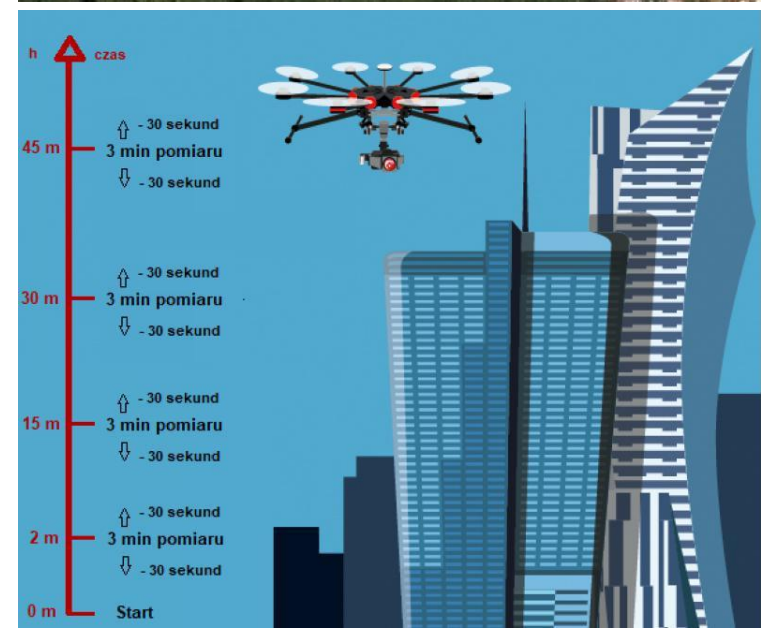 h czas
- 30 sekund
45 m 3 min pomiaru
- 30 sekund
- 30 sekund
30 m 3 min pomiaru
- 30 sekund
- 30 sekund
15 m 3 min pomiaru
- 30 sekund
- 30 sekund
2 m 3 min pomiaru
- 30 sekund
0 m Start